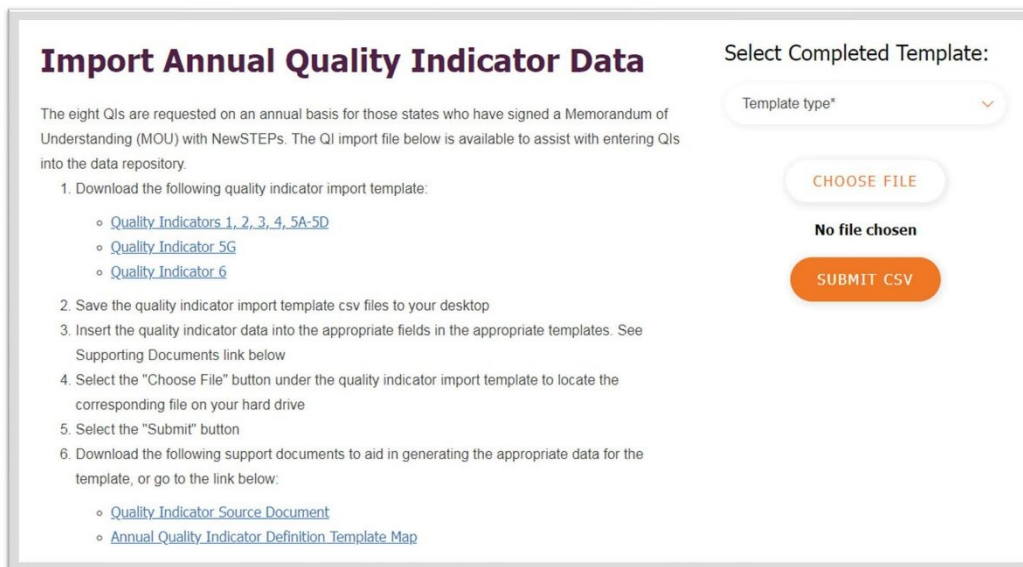 Import Annual Quality Indicator Data
The eight QIs are requested on an annual basis for those states who have signed a Memorandum of
Understanding (MOU) with NewSTEPs. The QI import file below is available to assist with entering QIs
into the data repository.
1. Download the following quality indicator import template:
Quality Indicators 1, 2, 3, 4, 5A-5D
Quality Indicator 5G
Quality Indicator 6
2. Save the quality indicator import template csv files to your desktop
3. Insert the quality indicator data into the appropriate fields in the appropriate templates. See
Supporting Documents link below
4. Select the "Choose File" button under the quality indicator import template to locate the
corresponding file on your hard drive
5. Select the "Submit" button
6. Download the following support documents to aid in generating the appropriate data for the
template, or go to the link below:
Quality Indicator Source Document
Annual Quality Indicator Definition Template Map
Select Completed Template:
Template type*
CHOOSE FILE
No file chosen
SUBMIT CSV